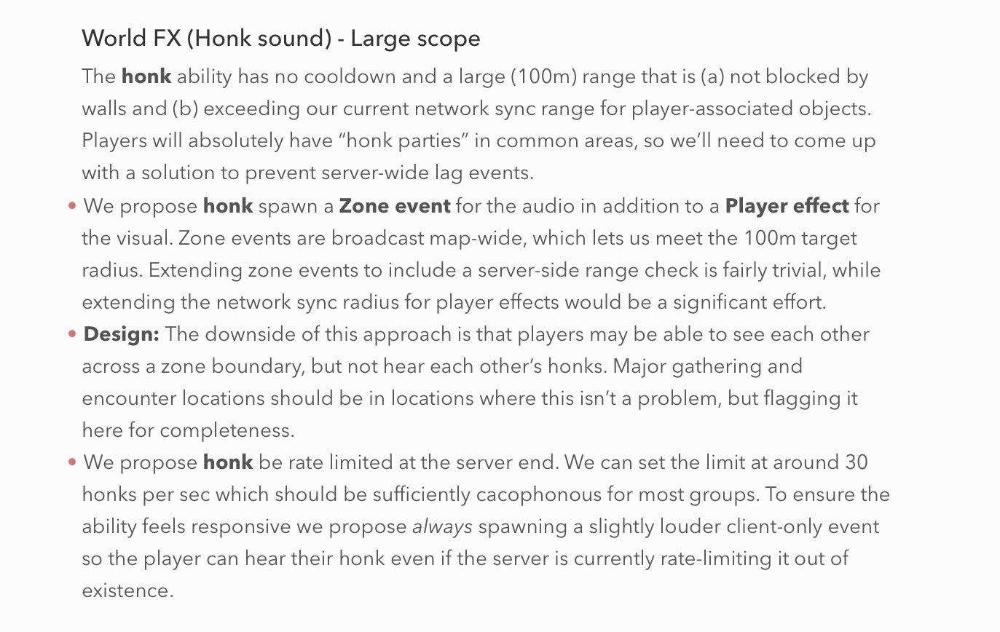 World FX (Honk sound) - Large scope
The honk ability has no cooldown and a large (100m) range that is (a) not blocked by
walls and (b) exceeding our current network sync range for player-associated objects.
Players will absolutely have “honk parties” in common areas, so we’ll need to come up
with a solution to prevent server-wide lag events.
• We propose honk spawn a Zone event for the audio in addition to a Player effect for
the visual. Zone events are broadcast map-wide, which lets us meet the 100m target
radius. Extending zone events to include a server-side range check is fairly trivial, while
extending the network sync radius for player effects would be a significant effort.
• Design: The downside of this approach is that players may be able to see each other
across a zone boundary, but not hear each other’s honks. Major gathering and
encounter locations should be in locations where this isn’t a problem, but flagging it
here for completeness.
• We propose honk be rate limited at the server end. We can set the limit at around 30
honks per sec which should be sufficiently cacophonous for most groups. To ensure the
ability feels responsive we propose always spawning a slightly louder client-only event
so the player can hear their honk even if the server is currently rate-limiting it out of
existence.